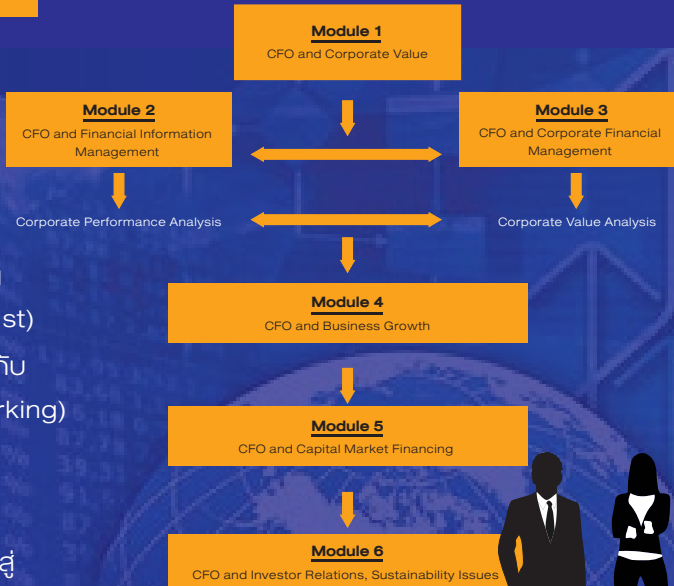 Module 1
CFO and Corporate Value
Module 2
CFO and Financial Information
Management
Module 3
CFO and Corporate Financial
Management
Corporate Performance Analysis
Corporate Value Analysis
st)
กับ
rking)
สู่
Module 4
CFO and Business Growth
Module 5
CFO and Capital Market Financing
Module 6
CFO and Investor Relations, Sustainability Issues